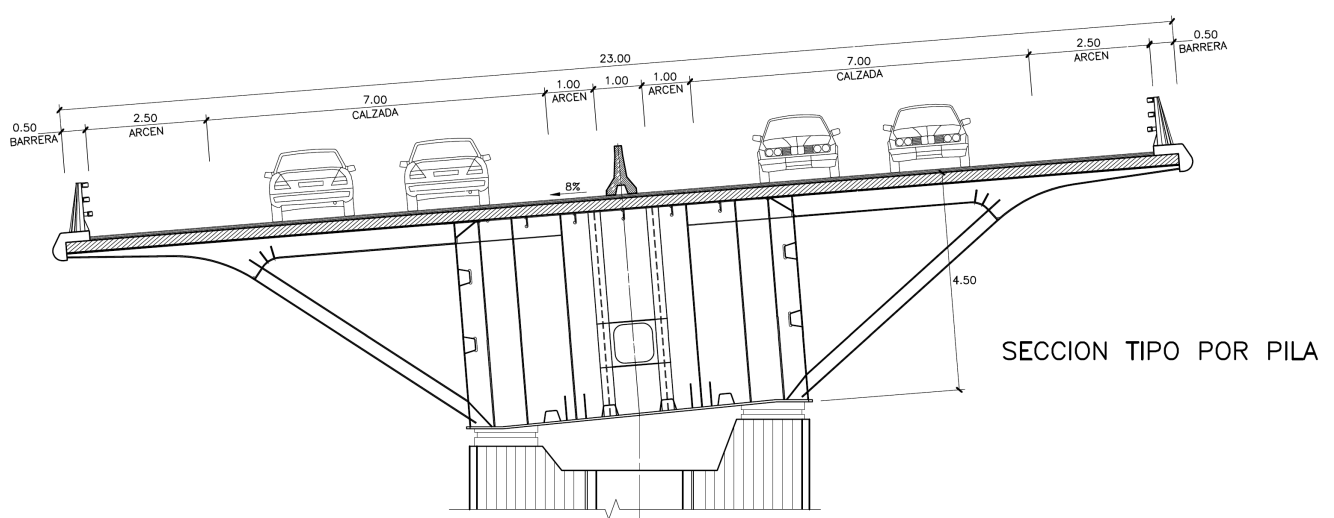 23.00
0.50
BARRERA
2.50
ARCEN
7.00
CALZADA
1.00
ARCEN
1.00
1.00
ARCEN
7.00
CALZADA
2.50
ARCEN
0.50
BARRERA
8%
4.50
SECCION TIPO POR PILA